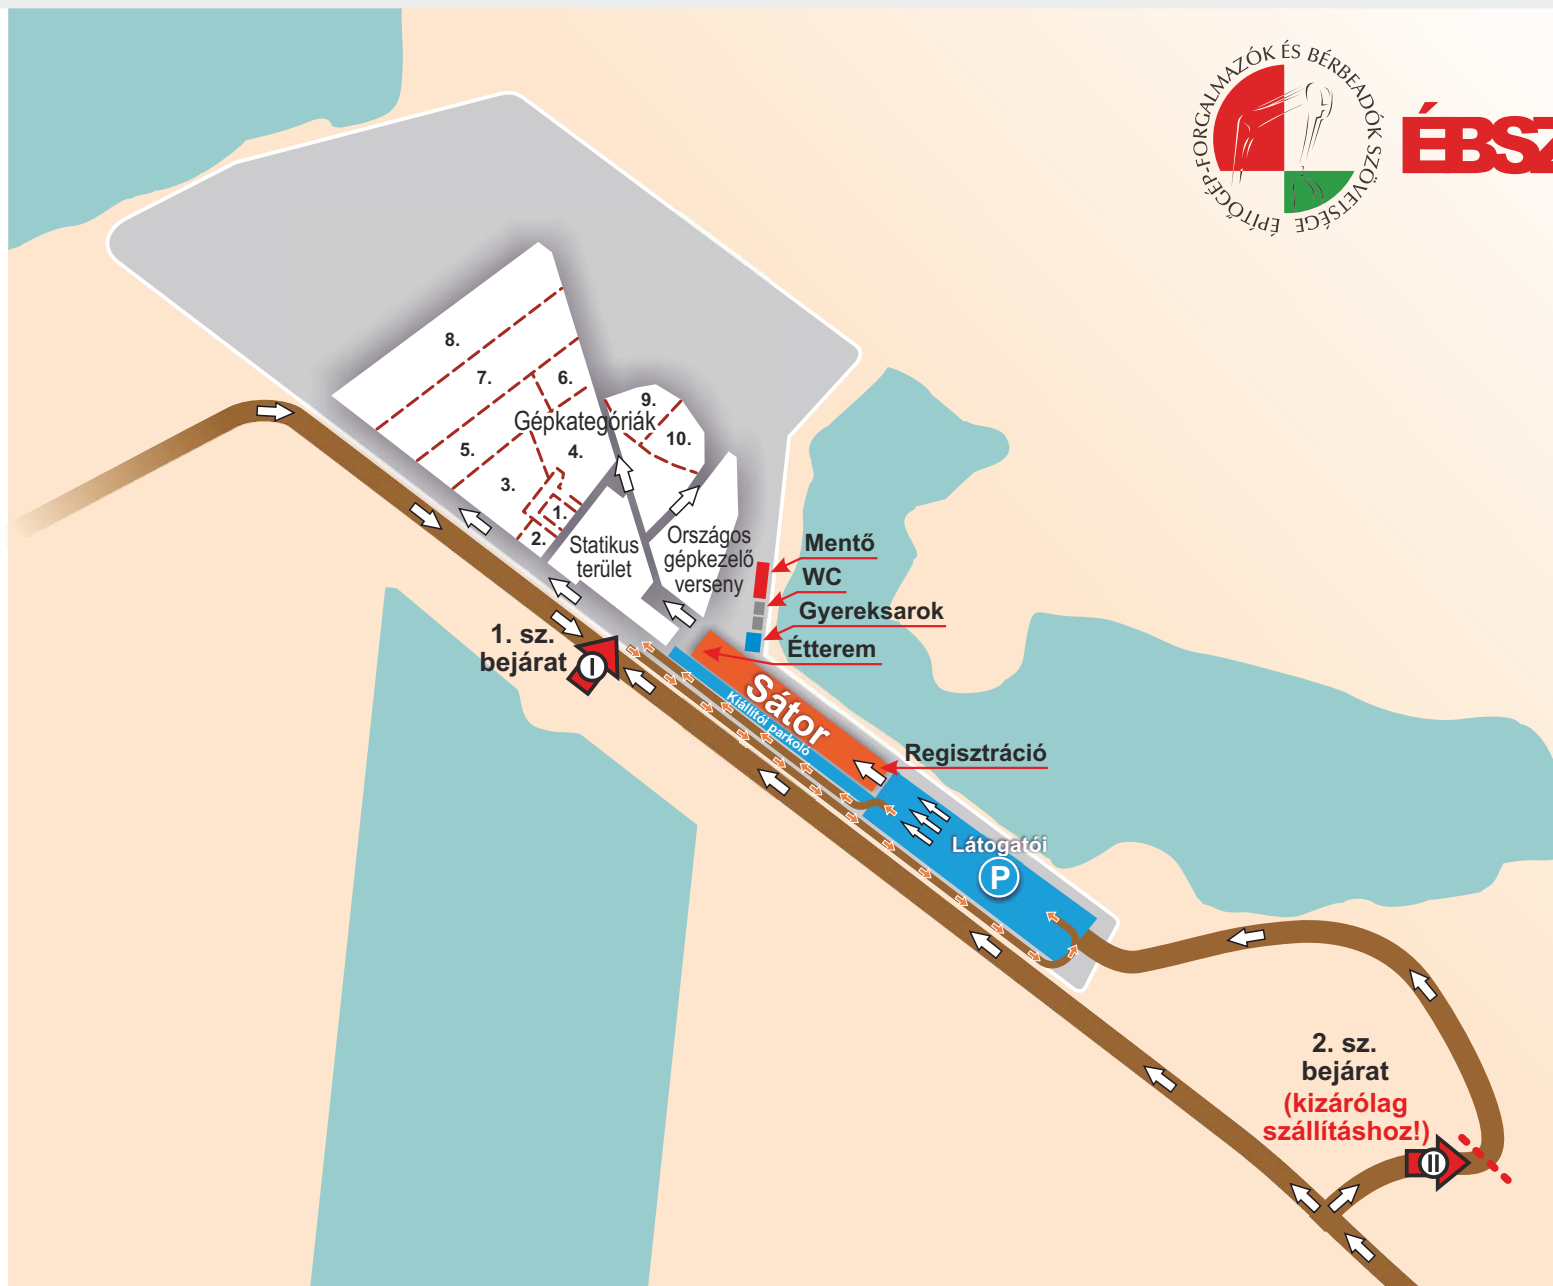 ÉPÍTŐGÉP-FORGALMAZÓK ÉS BÉRBEADÓK SZÖVETSÉGE
ÉBSZ
8.
7.
6.
9.
Gépkategóriák
10.
5.
4.
3.
1.
2.
Statikus
terület
Országos
gépkezelő
verseny
Mentő
WC
Gyereksarok
Étterem
1. sz.
bejárat
I
Sátor
Kiállítói parkoló
Regisztráció
Látogatói
P
2. sz.
bejárat
(kizárólag
szállításhoz!)
II